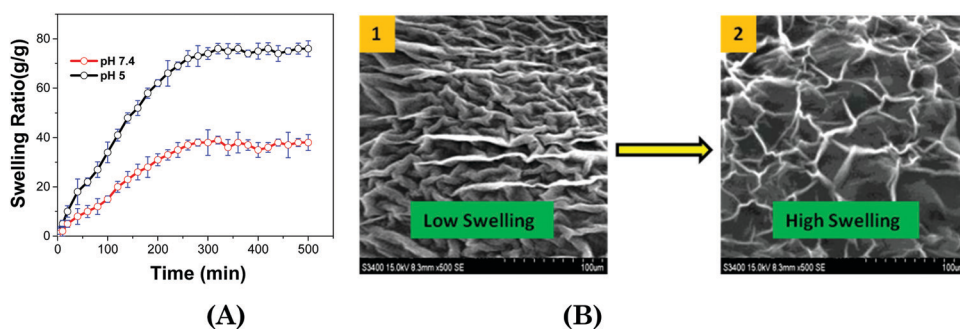 Swelling Ratio(g/g)
80
60
40
20
0
pH 7.4
pH 5
0 100 200 300 400 500
Time (min)
(A)
1
Low Swelling
S3400 15.0kV 8.3mm x500 SE 100um
2
High Swelling
S3400 15.0kV 8.3mm x500 SE 100um
(B)